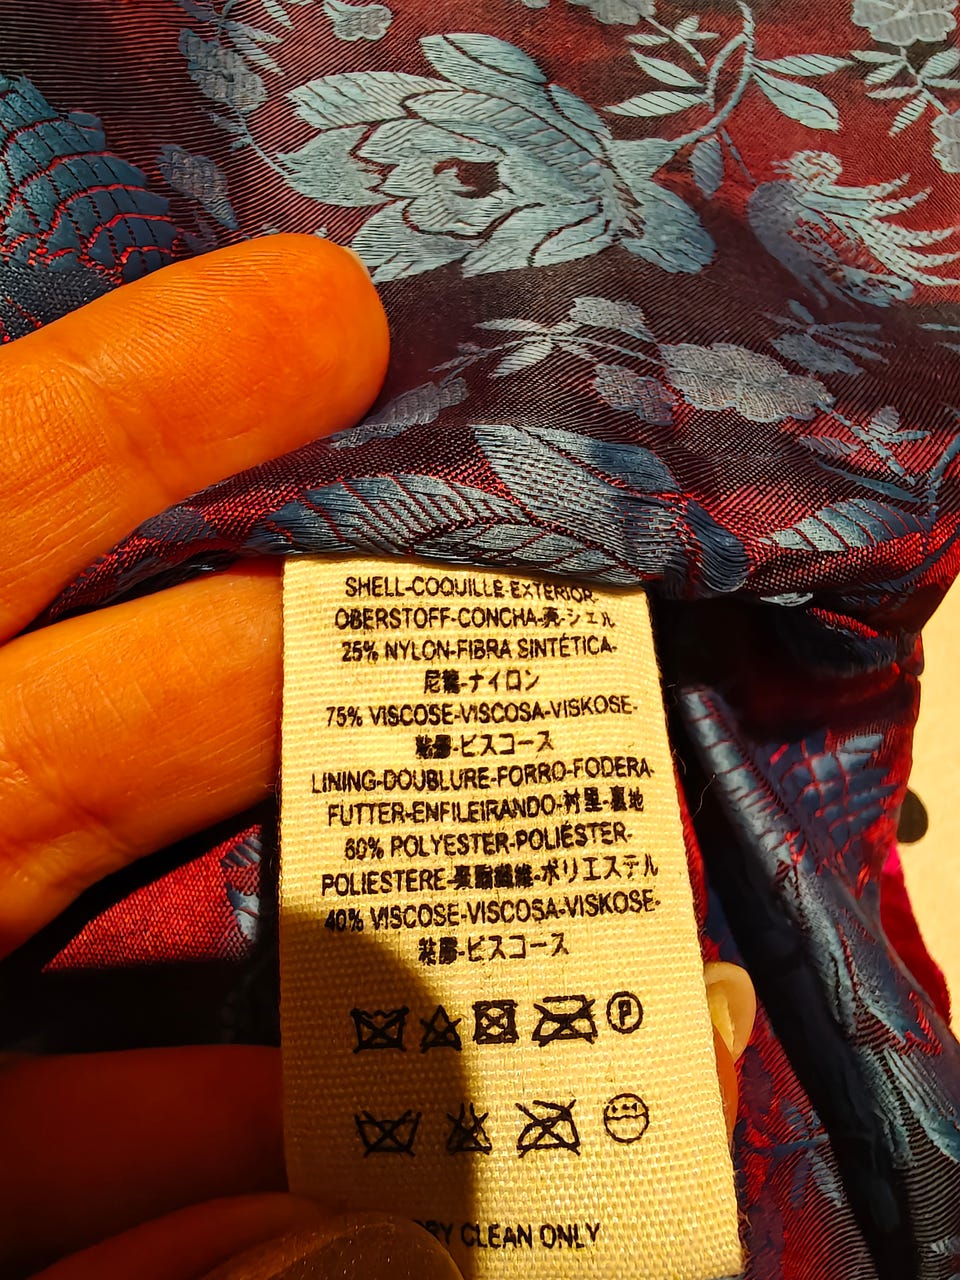 SHELL-COQUILLE-EXTERIOR-
OBERSTOFF-CONCHA-壳-シェル
25% NYLON-FIBRA SINTÉTICA-
尼龍-ナイロン
75% VISCOSE-VISCOSA-VISKOSE-
粘膠-ビスコース
LINING-DOUBLURE-FORRO-FODERA-
FUTTER-ENFILEIRANDO-衬里-裏地
60% POLYESTER-POLIÉSTER-
POLIESTERE-聚酯纖維-ポリエステル
40% VISCOSE-VISCOSA-VISKOSE-
粘膠-ビスコース
P
CLEAN ONLY